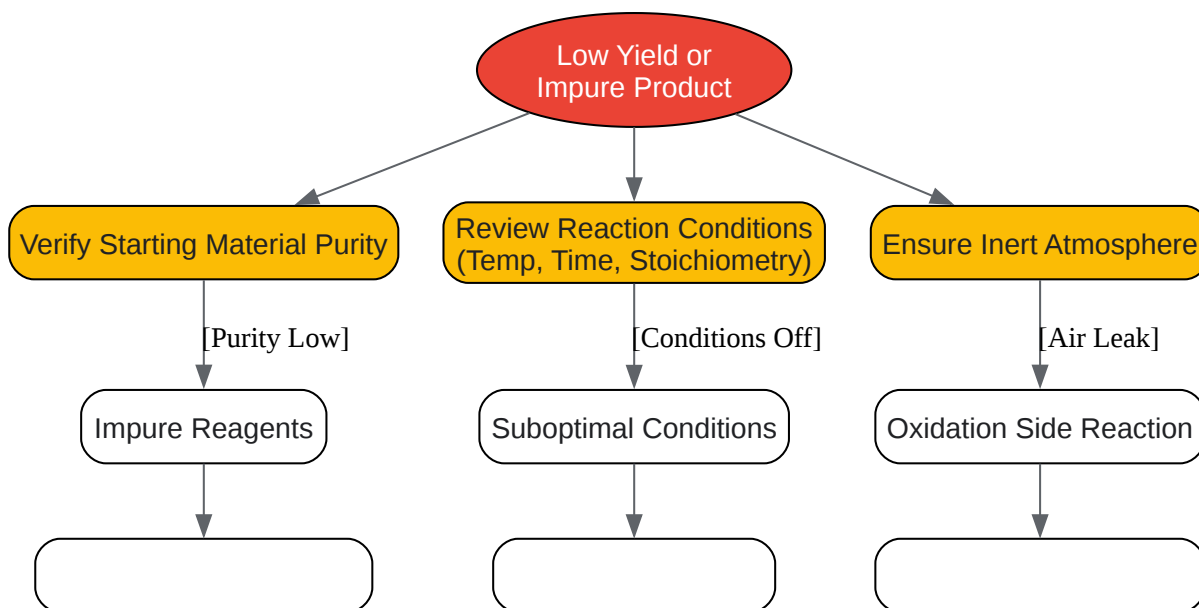 Low Yield or
Impure Product
Verify Starting Material Purity
Review Reaction Conditions
(Temp, Time, Stoichiometry)
Ensure Inert Atmosphere
[Purity Low]
[Conditions Off]
[Air Leak]
Impure Reagents
Suboptimal Conditions
Oxidation Side Reaction